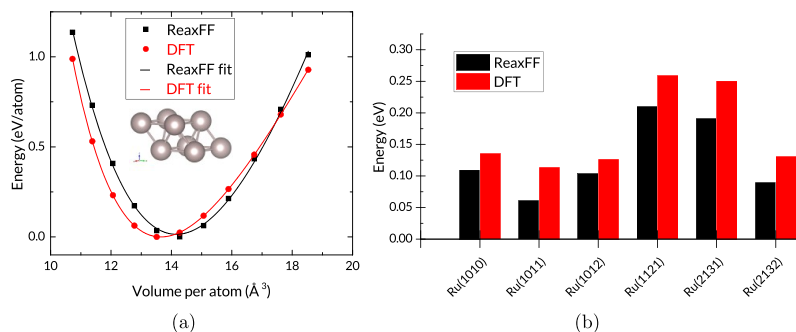 (a)
ReaxFF
DFT
ReaxFF fit
DFT fit
Energy (eV/atom)
1.0
0.5
0.0
10
12
14
16
18
20
Volume per atom (Å³)
(a)
(b)
ReaxFF
DFT
Energy (eV)
0.30
0.25
0.20
0.15
0.10
0.05
0.00
Ru(1010)
Ru(1011)
Ru(1012)
Ru(1121)
Ru(2131)
Ru(2132)
(b)